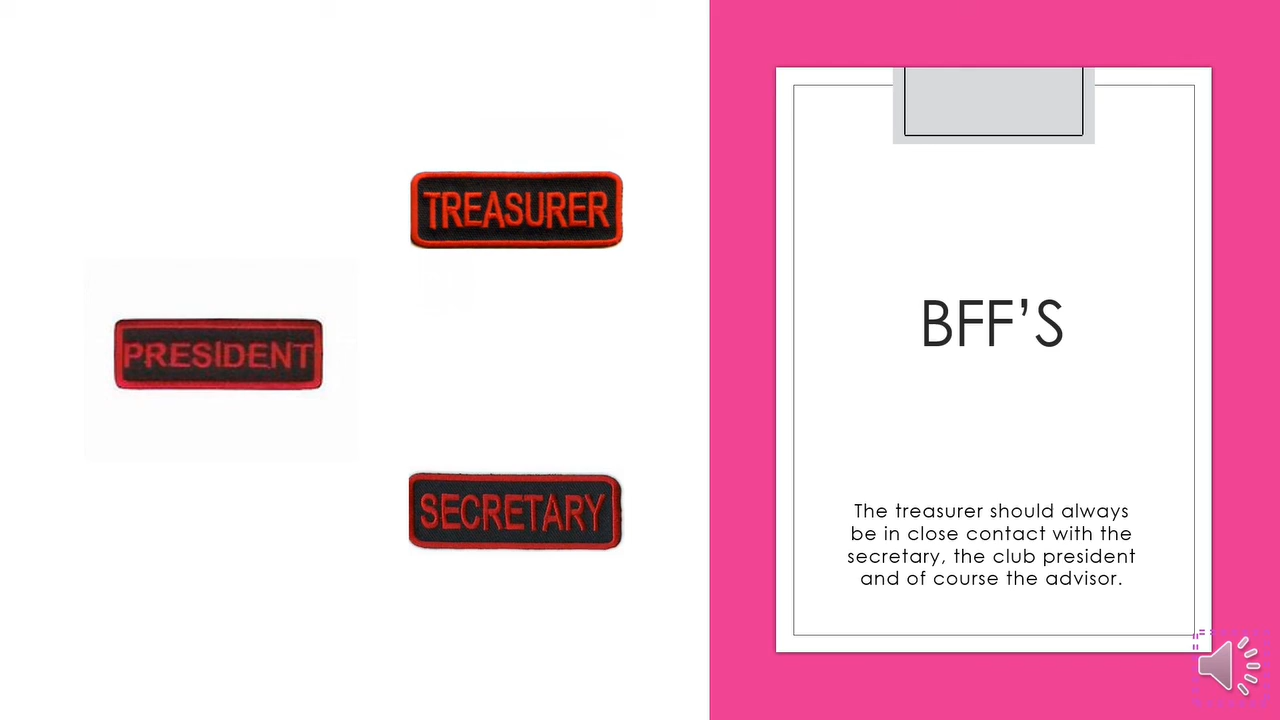 TREASURER
PRESIDENT
SECRETARY
BFF’S
The treasurer should always
be in close contact with the
secretary, the club president
and of course the advisor.